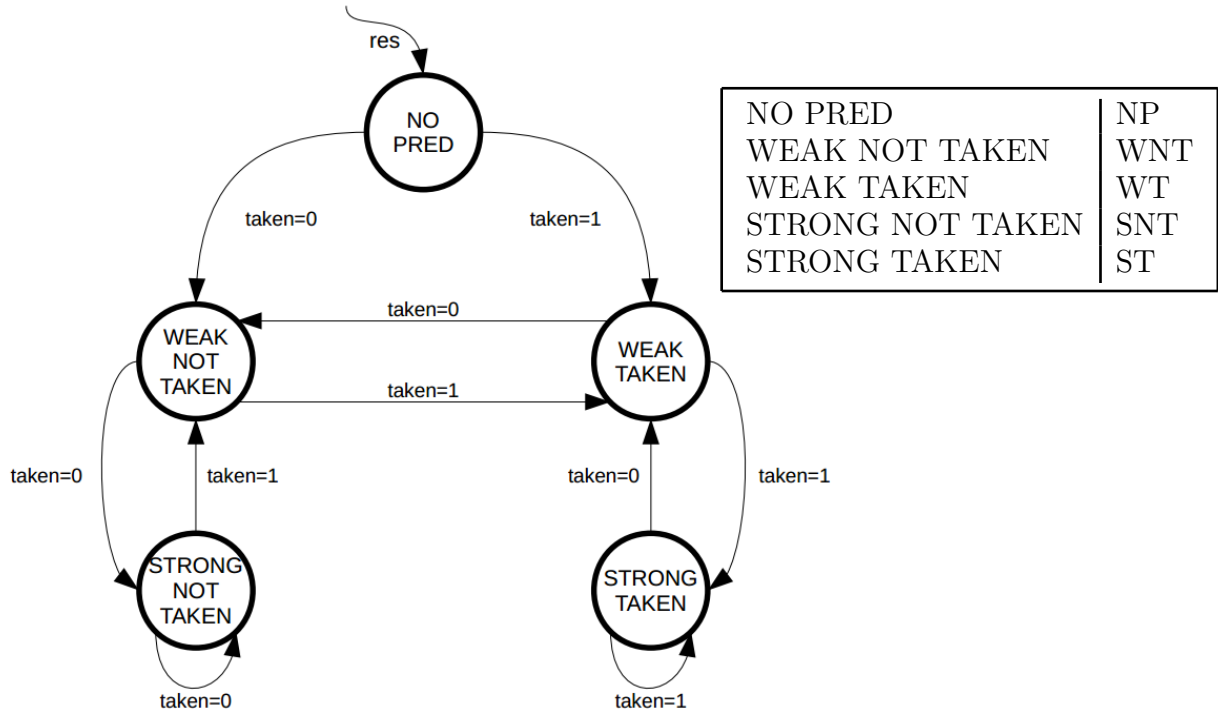 res
NO
PRED
taken=0
taken=1
WEAK
NOT
TAKEN
taken=0
taken=1
WEAK
TAKEN
taken=0
taken=1
taken=0
taken=1
STRONG
NOT
TAKEN
STRONG
TAKEN
taken=0
taken=1
NO PRED NP
WEAK NOT TAKEN WNT
WEAK TAKEN WT
STRONG NOT TAKEN SNT
STRONG TAKEN ST